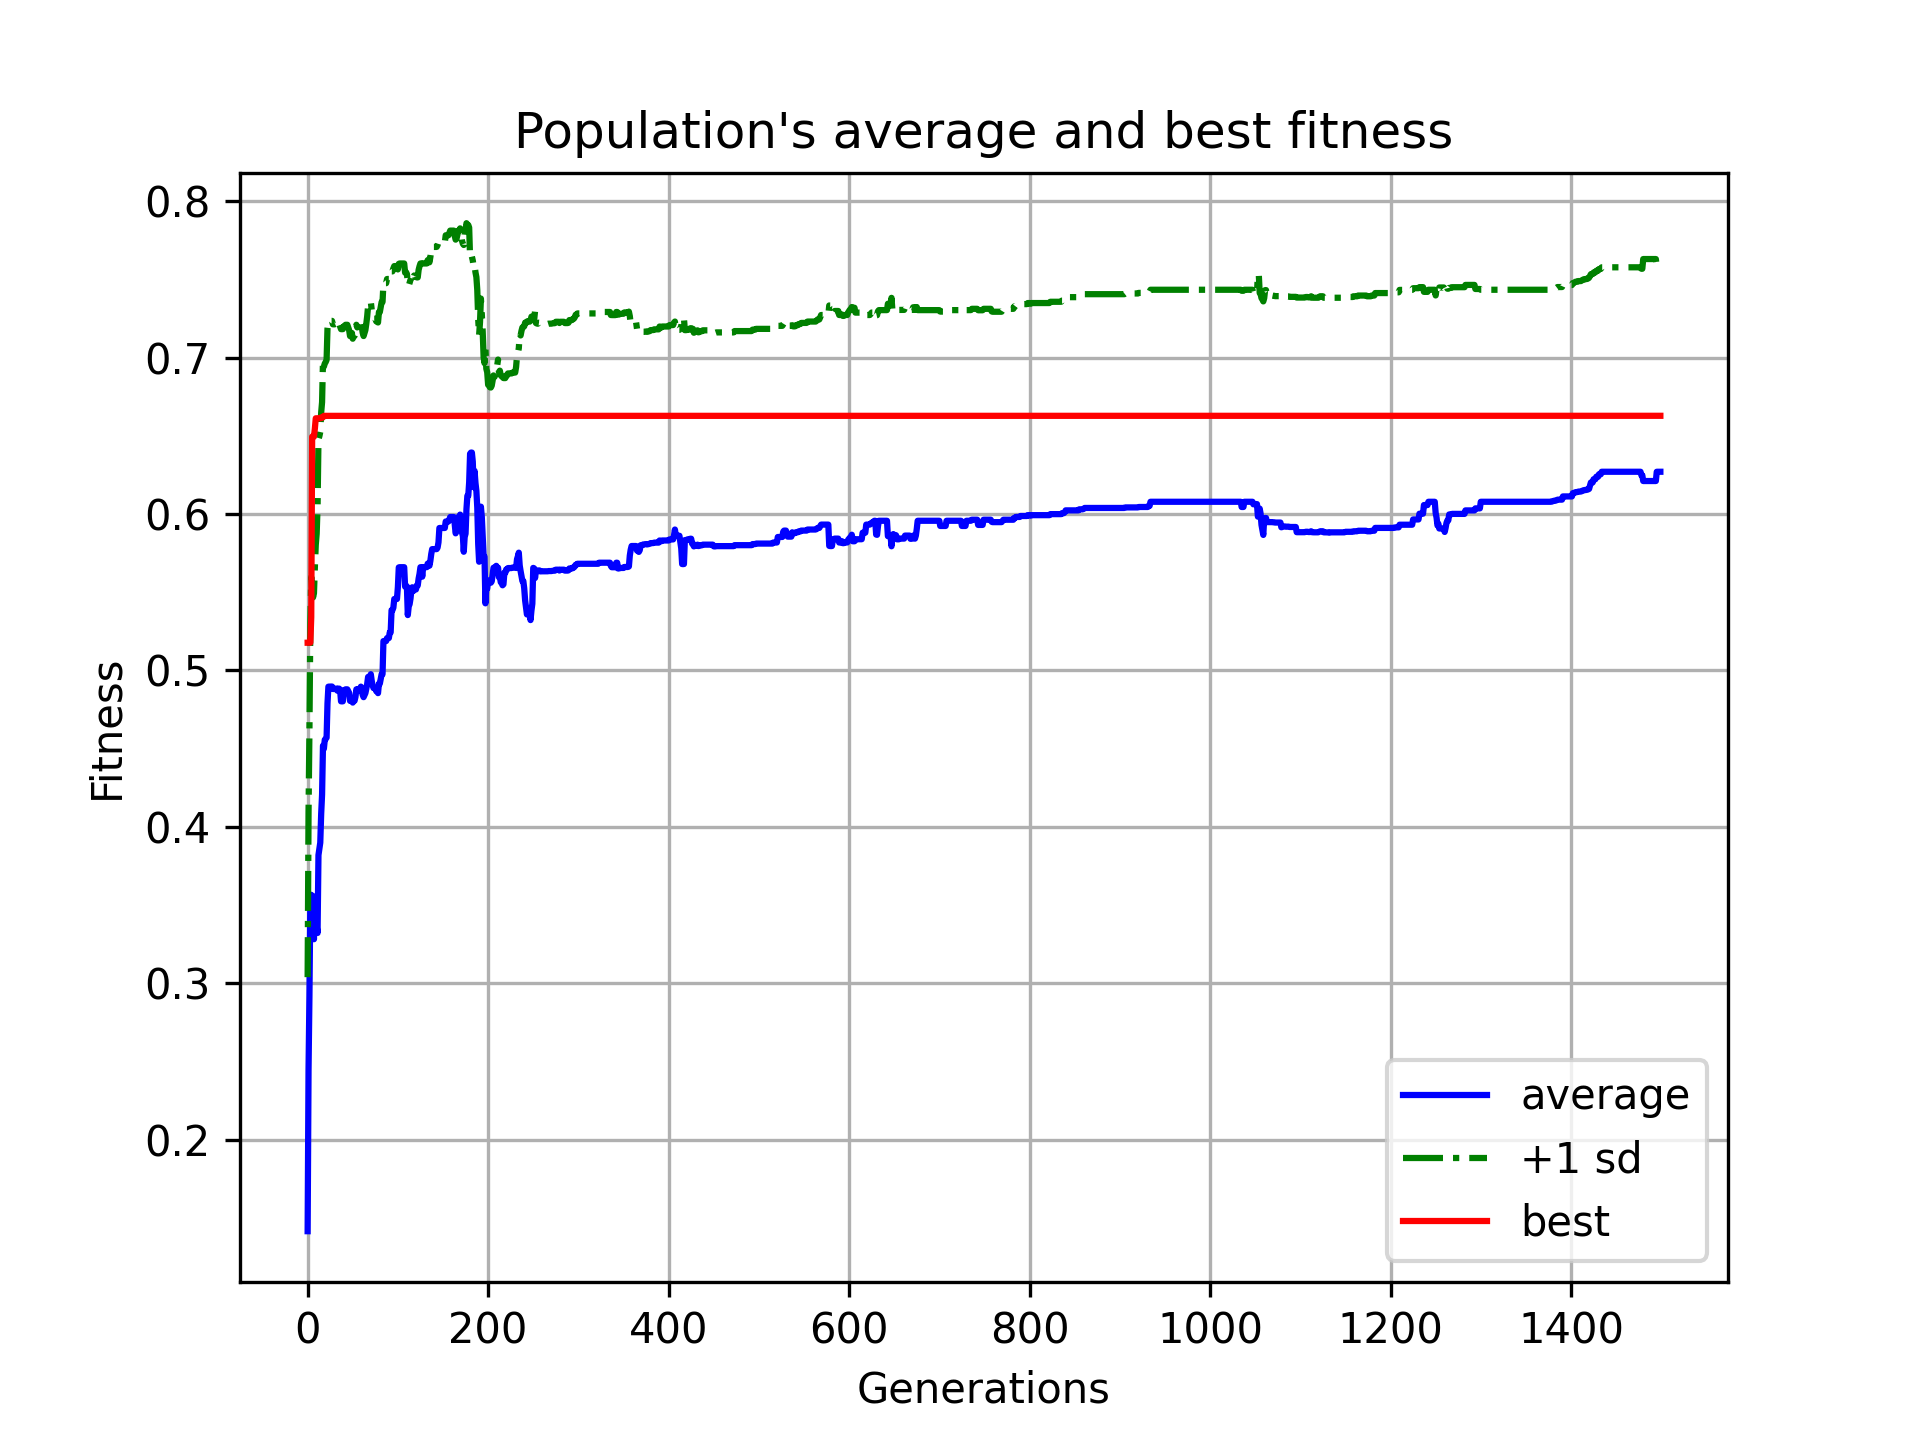 Population's average and best fitness
0.8
0.7
0.6
0.5
0.4
0.3
0.2
Fitness
average
+1 sd
best
0 200 400 600 800 1000 1200 1400
Generations